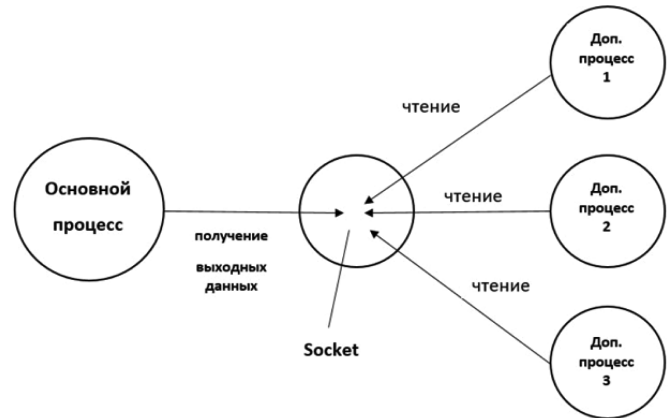 Доп.
процесс
1
чтение
Основной
процесс
чтение
Доп.
процесс
2
получение
выходных
данных
чтение
Socket
Доп.
процесс
3